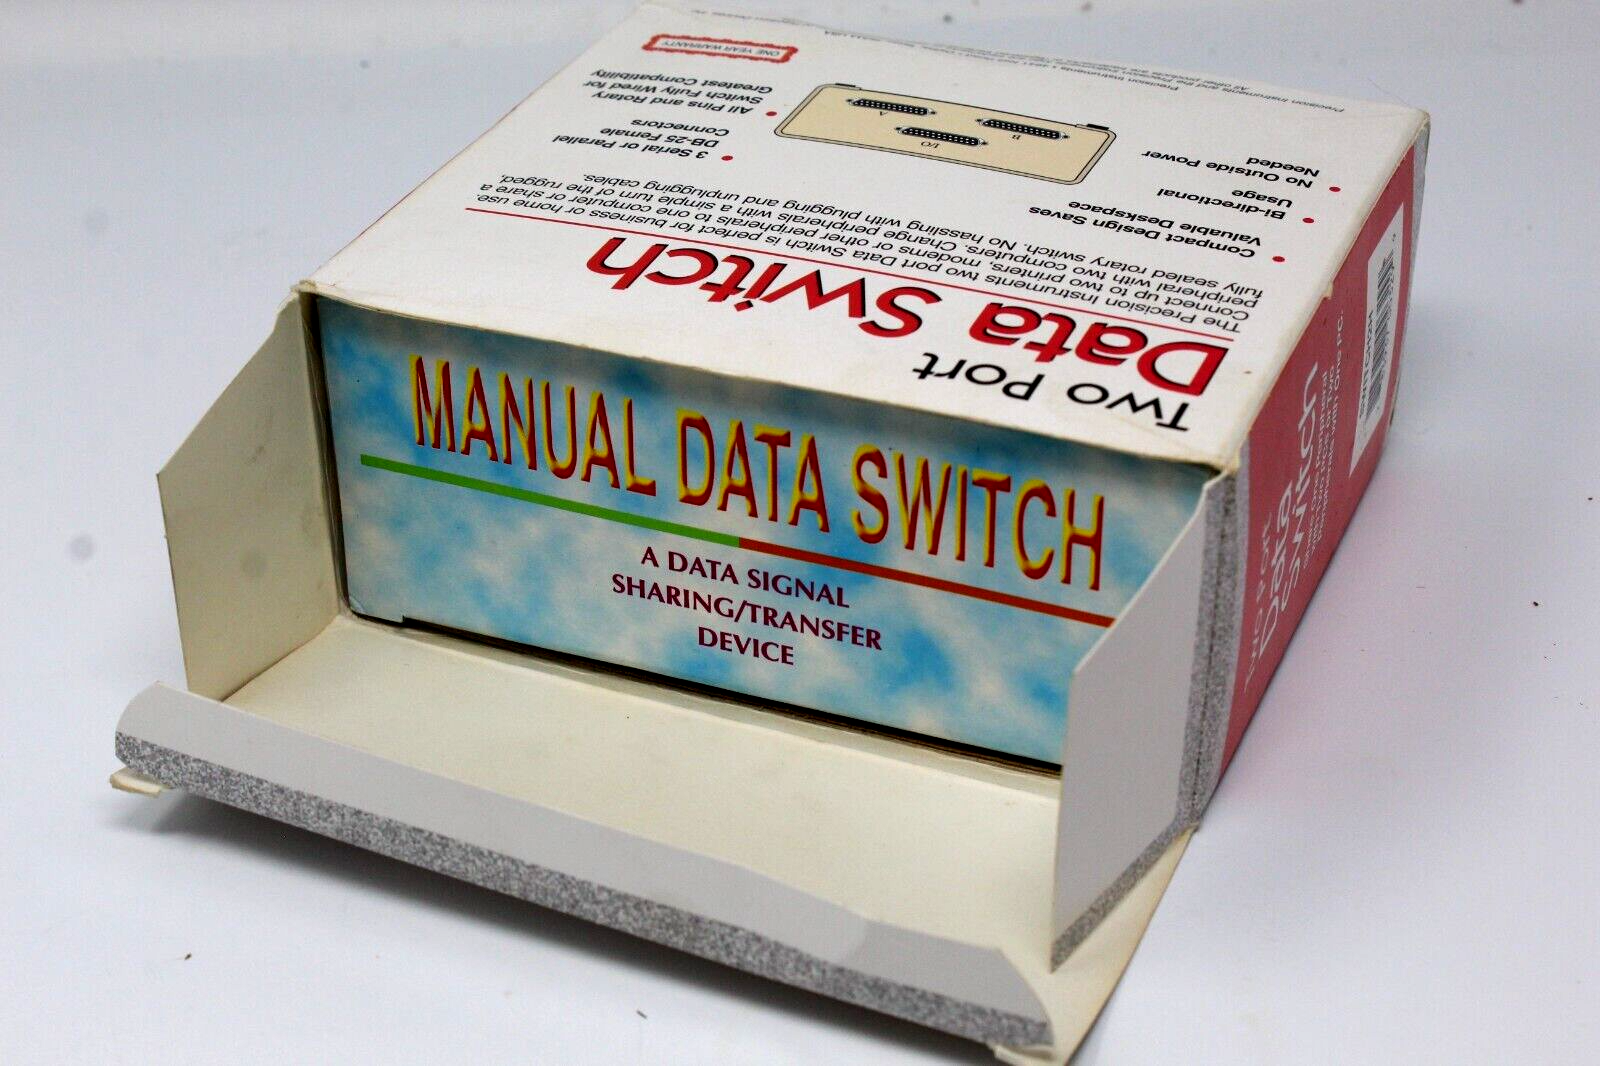 MANUAL DATA SWITCH
A DATA SIGNAL
SHARING/TRANSFER
DEVICE
Two Port
Data Switch
The Precision Instruments two port Data Switch is perfect for business or home use.
Connect up to two printers, modems or other peripherals to one computer or share a
peripheral with two computers. Change peripherals with a simple turn of the rugged,
fully sealed rotary switch. No hassling with plugging and unplugging cables.
• Compact Design Saves
Valuable Deskspace
• Bi-directional
Usage
• No Outside Power
Needed
I/O
B
A
• 3 Serial or Parallel
DB-25 Female
Connectors
• All Pins and Rotary
Switch Fully Wired for
Greatest Compatibility
ONE YEAR WARRANTY
Two Port
Data
Switch